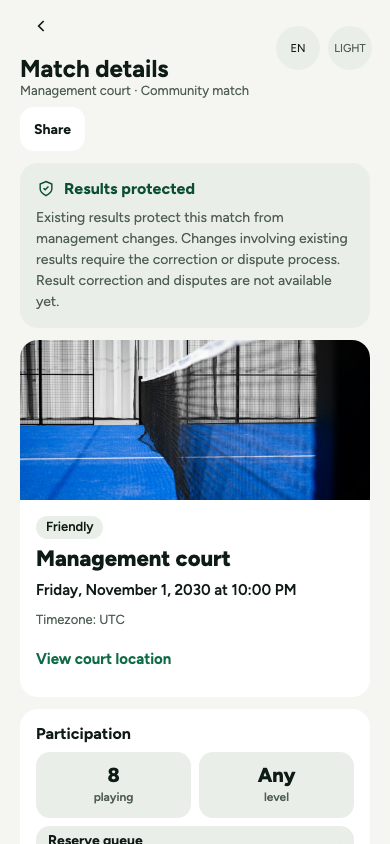 EN
LIGHT
Match details
Management court · Community match
Share
Results protected
Existing results protect this match from
management changes. Changes involving existing
results require the correction or dispute process.
Result correction and disputes are not available
yet.
Friendly
Management court
Friday, November 1, 2030 at 10:00 PM
Timezone: UTC
View court location
Participation
8
playing
Any
level
Reserve queue